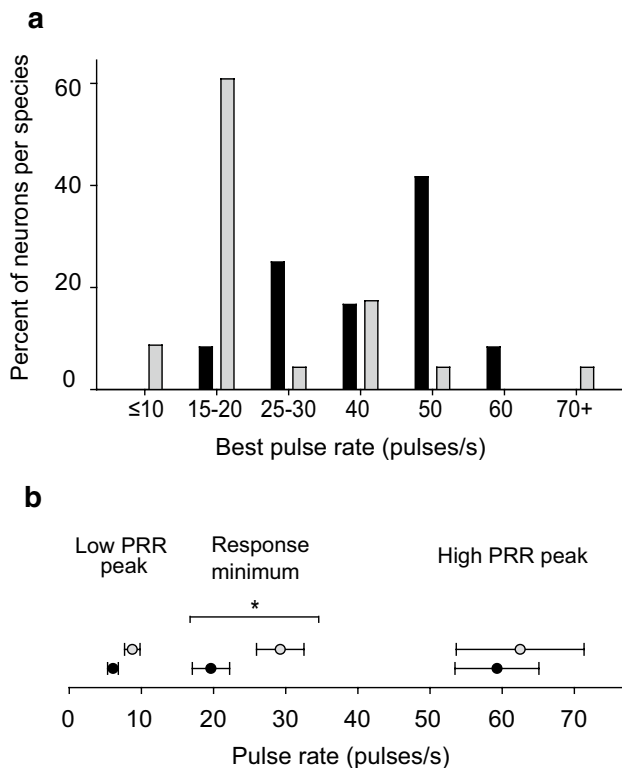 a
Percent of neurons per species
60
40
20
0
≤10 15-20 25-30 40 50 60 70+
Best pulse rate (pulses/s)
b
Low PRR peak
Response minimum
High PRR peak
*
0 10 20 30 40 50 60 70
Pulse rate (pulses/s)